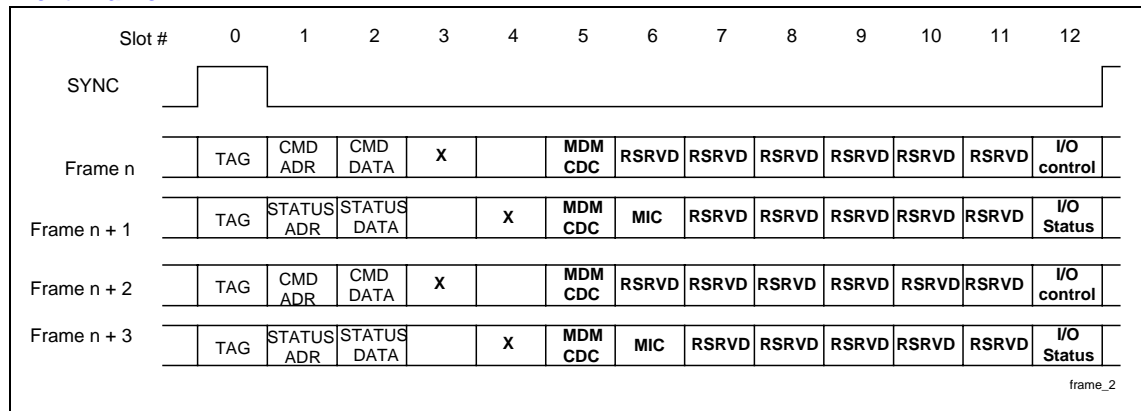 Slot # 0 1 2 3 4 5 6 7 8 9 10 11 12
SYNC
Frame n TAG CMD ADR CMD DATA X MDM CDC RSRVD RSRVD RSRVD RSRVD RSRVD RSRVD I/O control
Frame n + 1 TAG STATUS ADR STATUS DATA X MDM CDC MIC RSRVD RSRVD RSRVD RSRVD RSRVD I/O Status
Frame n + 2 TAG CMD ADR CMD DATA X MDM CDC RSRVD RSRVD RSRVD RSRVD RSRVD RSRVD I/O control
Frame n + 3 TAG STATUS ADR STATUS DATA X MDM CDC MIC RSRVD RSRVD RSRVD RSRVD RSRVD I/O Status
frame_2